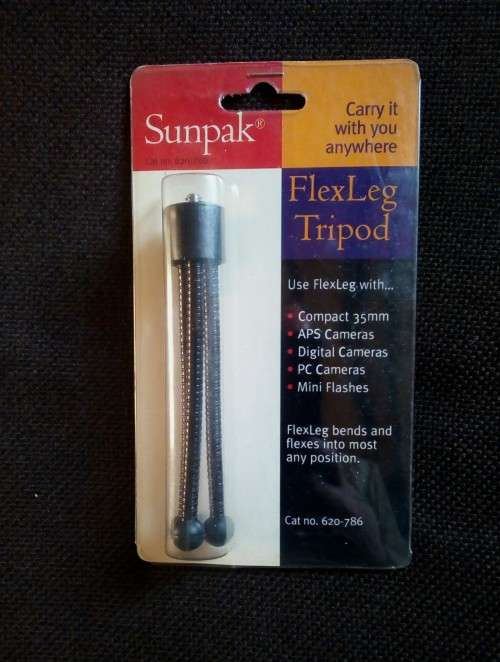 Sunpak®
Cat no. 620-786
Carry it
with you
anywhere
FlexLeg
Tripod
Use FlexLeg with...
• Compact 35mm
• APS Cameras
• Digital Cameras
• PC Cameras
• Mini Flashes
FlexLeg bends and
flexes into most
any position.
Cat no. 620-786